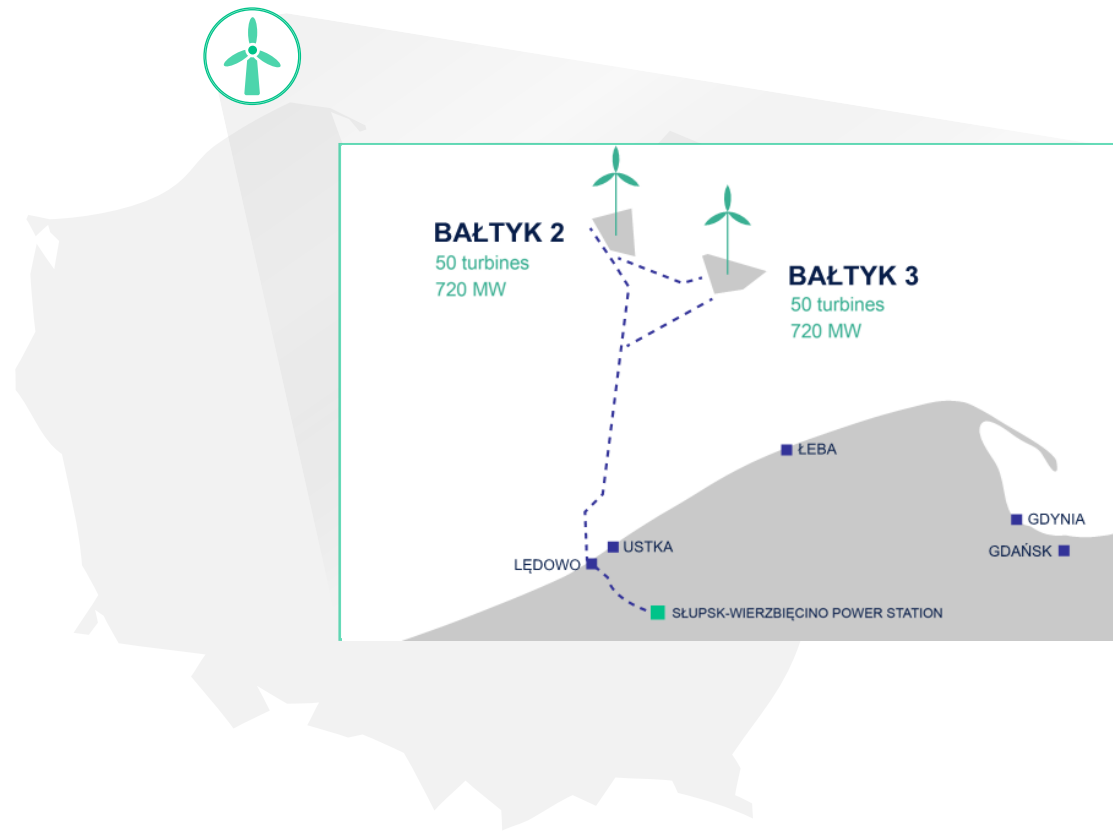 BAŁTYK 2
50 turbines
720 MW
BAŁTYK 3
50 turbines
720 MW
ŁEBA
GDYNIA
GDAŃSK
USTKA
LĘDOWO
SŁUPSK-WIERZBIĘCINO POWER STATION